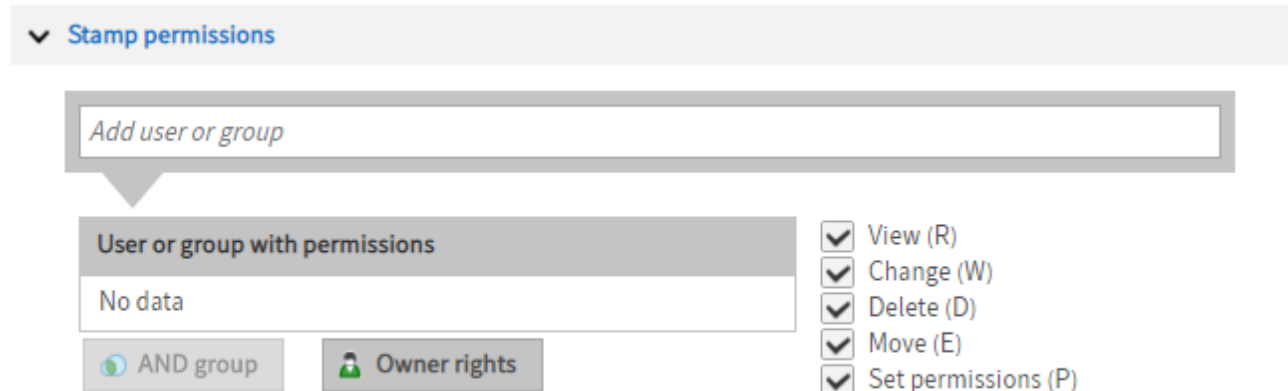 Stamp permissions
Add user or group
User or group with permissions
No data
AND group
Owner rights
View (R)
Change (W)
Delete (D)
Move (E)
Set permissions (P)